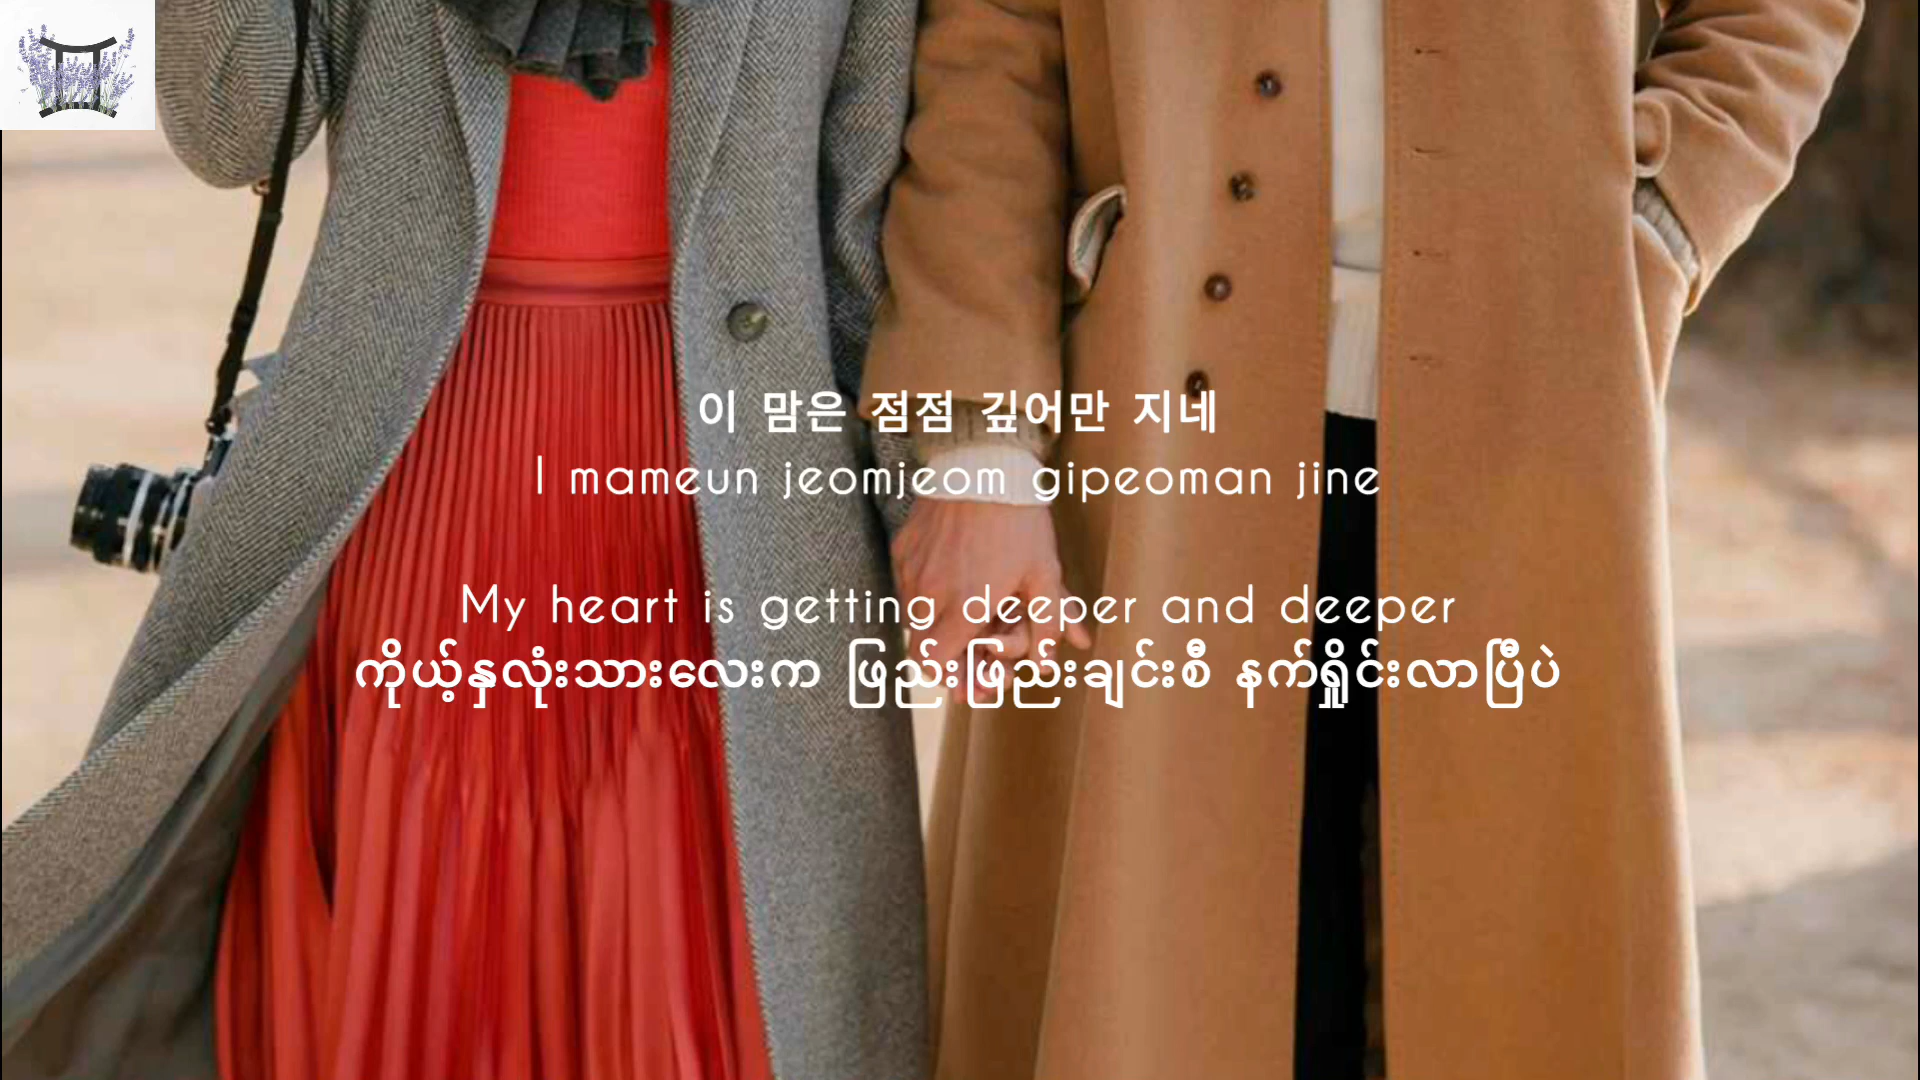 이 맘은 점점 깊어만 지네
I mameun jeomjeom gipeoman jine
My heart is getting deeper and deeper
ကိုယ့်နှလုံးသားလေးက ဖြည်းဖြည်းချင်းစီ နက်ရှိုင်းလာပြီပဲ